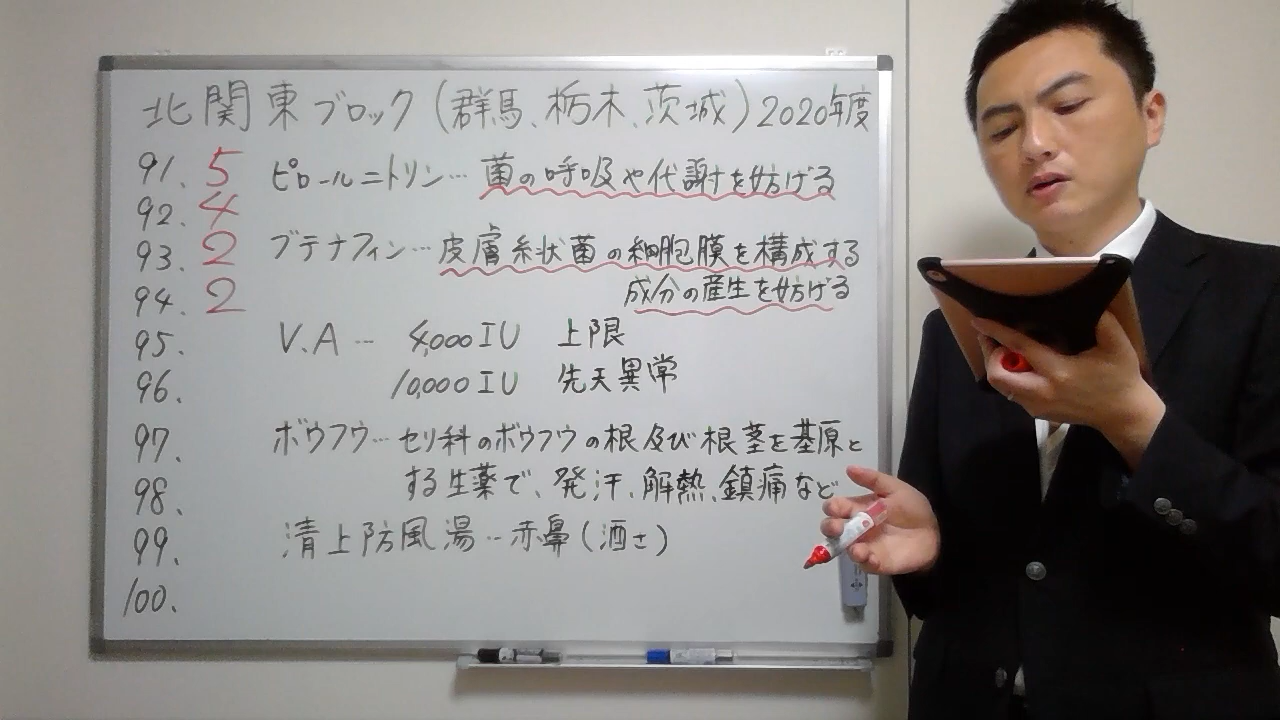 北関東ブロック(群馬、栃木、茨城)2020年度
91. 5 ピロールニトリン…菌の呼吸や代謝を妨げる
92. 4
93. 2 ブテナフィン…皮膚糸状菌の細胞膜を構成する
94. 2 成分の産生を妨げる
95. V.A … 4,000IU 上限
96. 10,000IU 先天異常
97. ボウフウ…セリ科のボウフウの根及び根茎を基原と
98. する生薬で、発汗、解熱、鎮痛など
99. 清上防風湯…赤鼻(酒さ)
100.